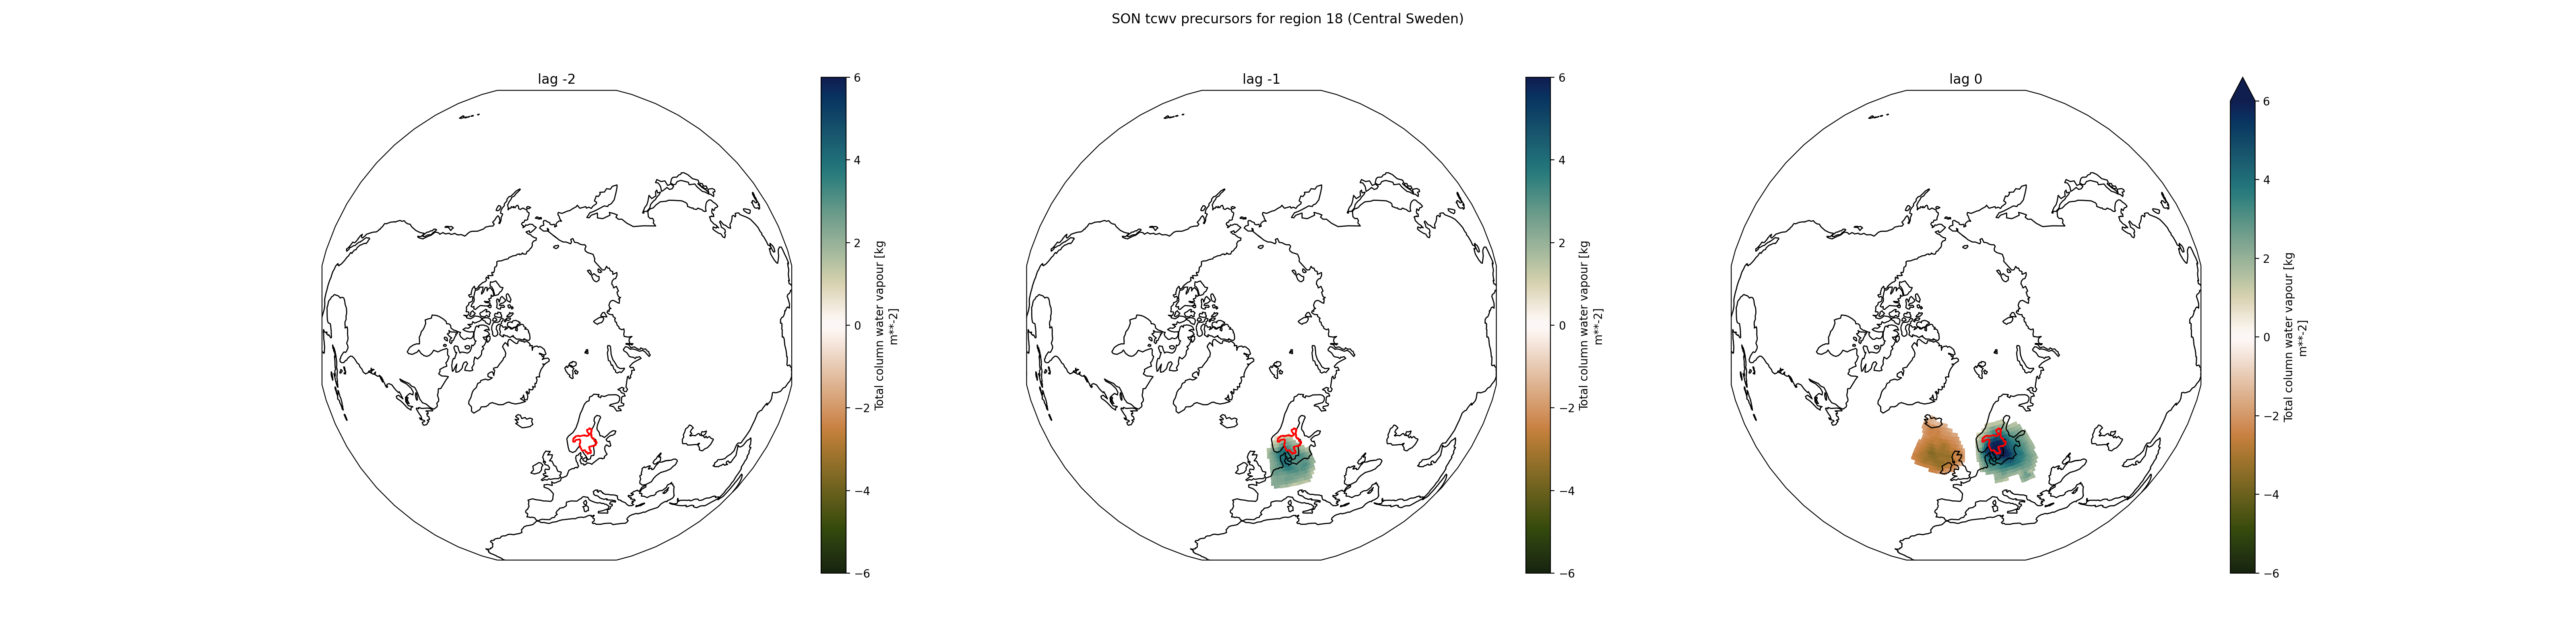 SON tcwv precursors for region 18 (Central Sweden)
lag -2
6
4
2
0
−2
−4
−6
Total column water vapour [kg
m**-2]
lag -1
6
4
2
0
−2
−4
−6
Total column water vapour [kg
m**-2]
lag 0
6
4
2
0
−2
−4
−6
Total column water vapour [kg
m**-2]